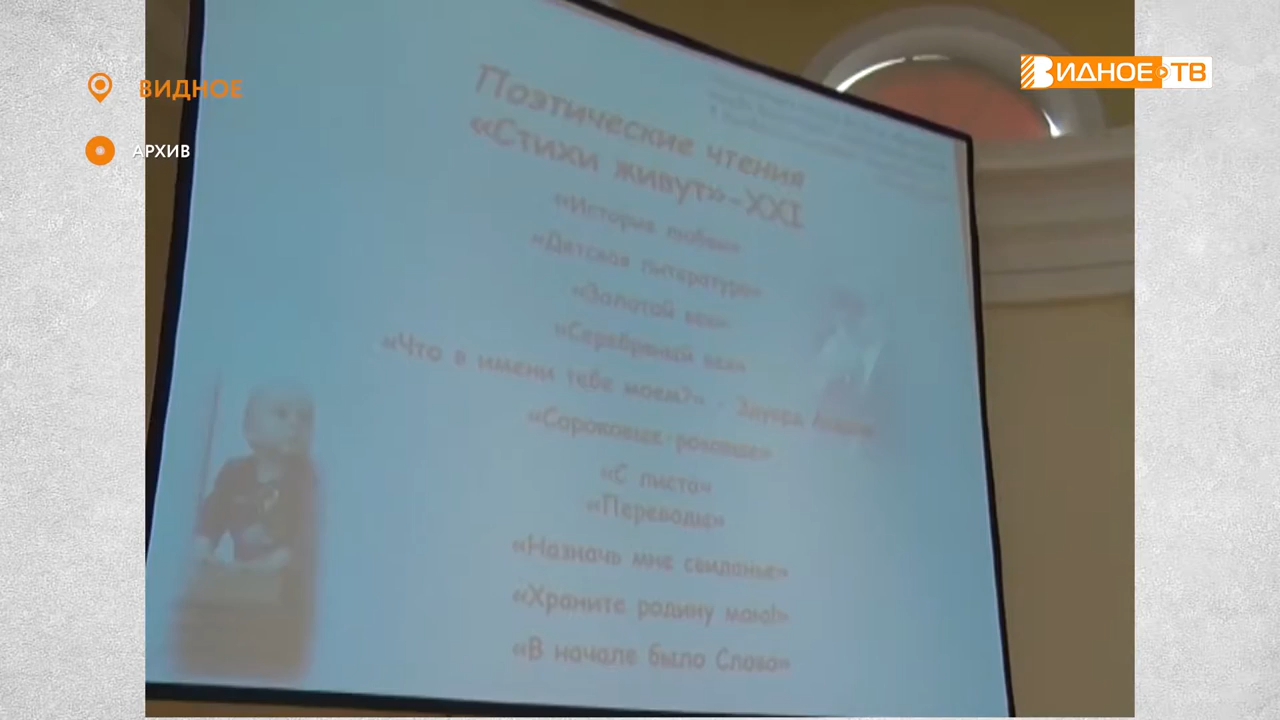 ВИДНОЕ
АРХИВ
ВИДНОЕ ТВ
Поэтические чтения
«Стихи живут»-XXI
«История любви»
«Детская литература»
«Золотой век»
«Серебряный век»
«Что в имени тебе моем?» - Эдуард
«Сороковые роковые»
«С листа»
«Переводы»
«Назначь мне свиданье»
«Храните родину мою!»
«В начале было Слово»